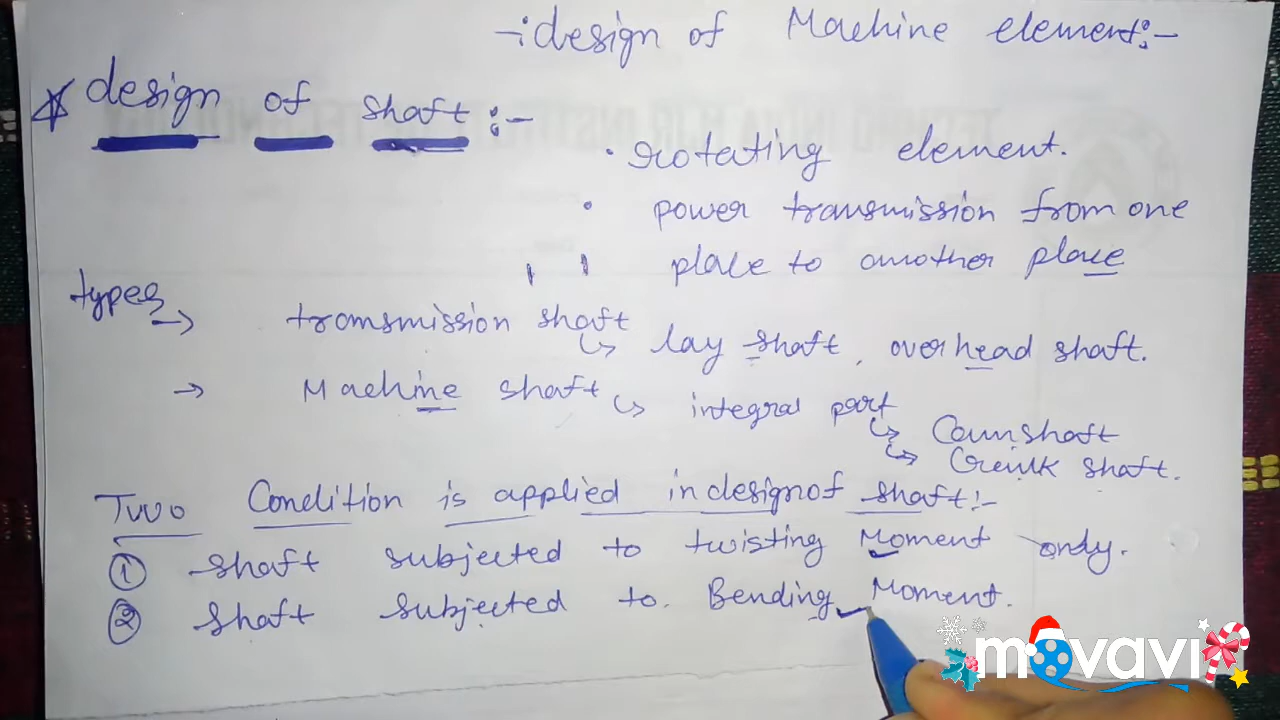 -: design of Machine element:-
☆ design of shaft :-
• rotating element.
• power transmission from one
place to another place
types
→ transmission shaft
↳ lay shaft, overhead shaft.
→ Machine shaft ↳ integral part
↳ Camshaft
↳ Crank shaft.
Two Condition is applied in design of shaft:-
① shaft subjected to twisting Moment only.
② shaft subjected to. Bending Moment.
movavi